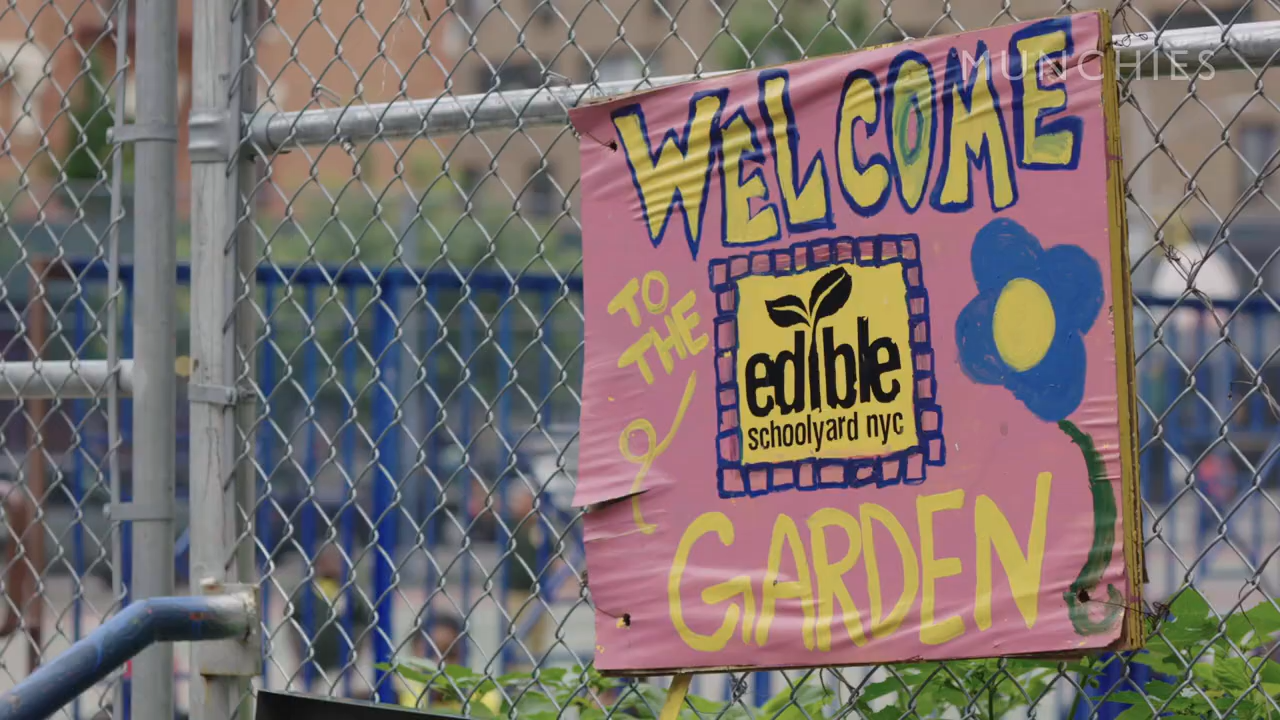 MUNCHIES
WELCOME
TO
THE
edible
schoolyard nyc
GARDEN